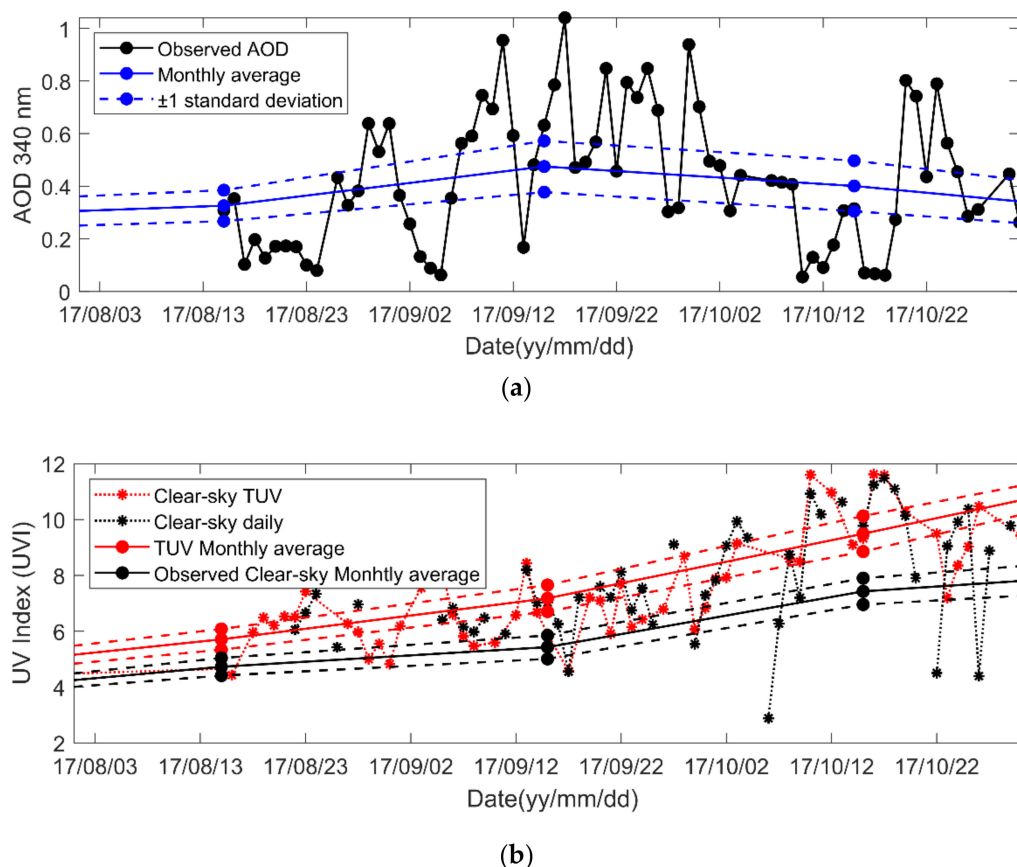 1
0.8
0.6
0.4
0.2
0
AOD 340 nm
Observed AOD
Monthly average
±1 standard deviation
17/08/03 17/08/13 17/08/23 17/09/02 17/09/12 17/09/22 17/10/02 17/10/12 17/10/22
Date(yy/mm/dd)
(a)
12
10
8
6
4
2
UV Index (UVI)
Clear-sky TUV
Clear-sky daily
TUV Monthly average
Observed Clear-sky Monhtly average
17/08/03 17/08/13 17/08/23 17/09/02 17/09/12 17/09/22 17/10/02 17/10/12 17/10/22
Date(yy/mm/dd)
(b)